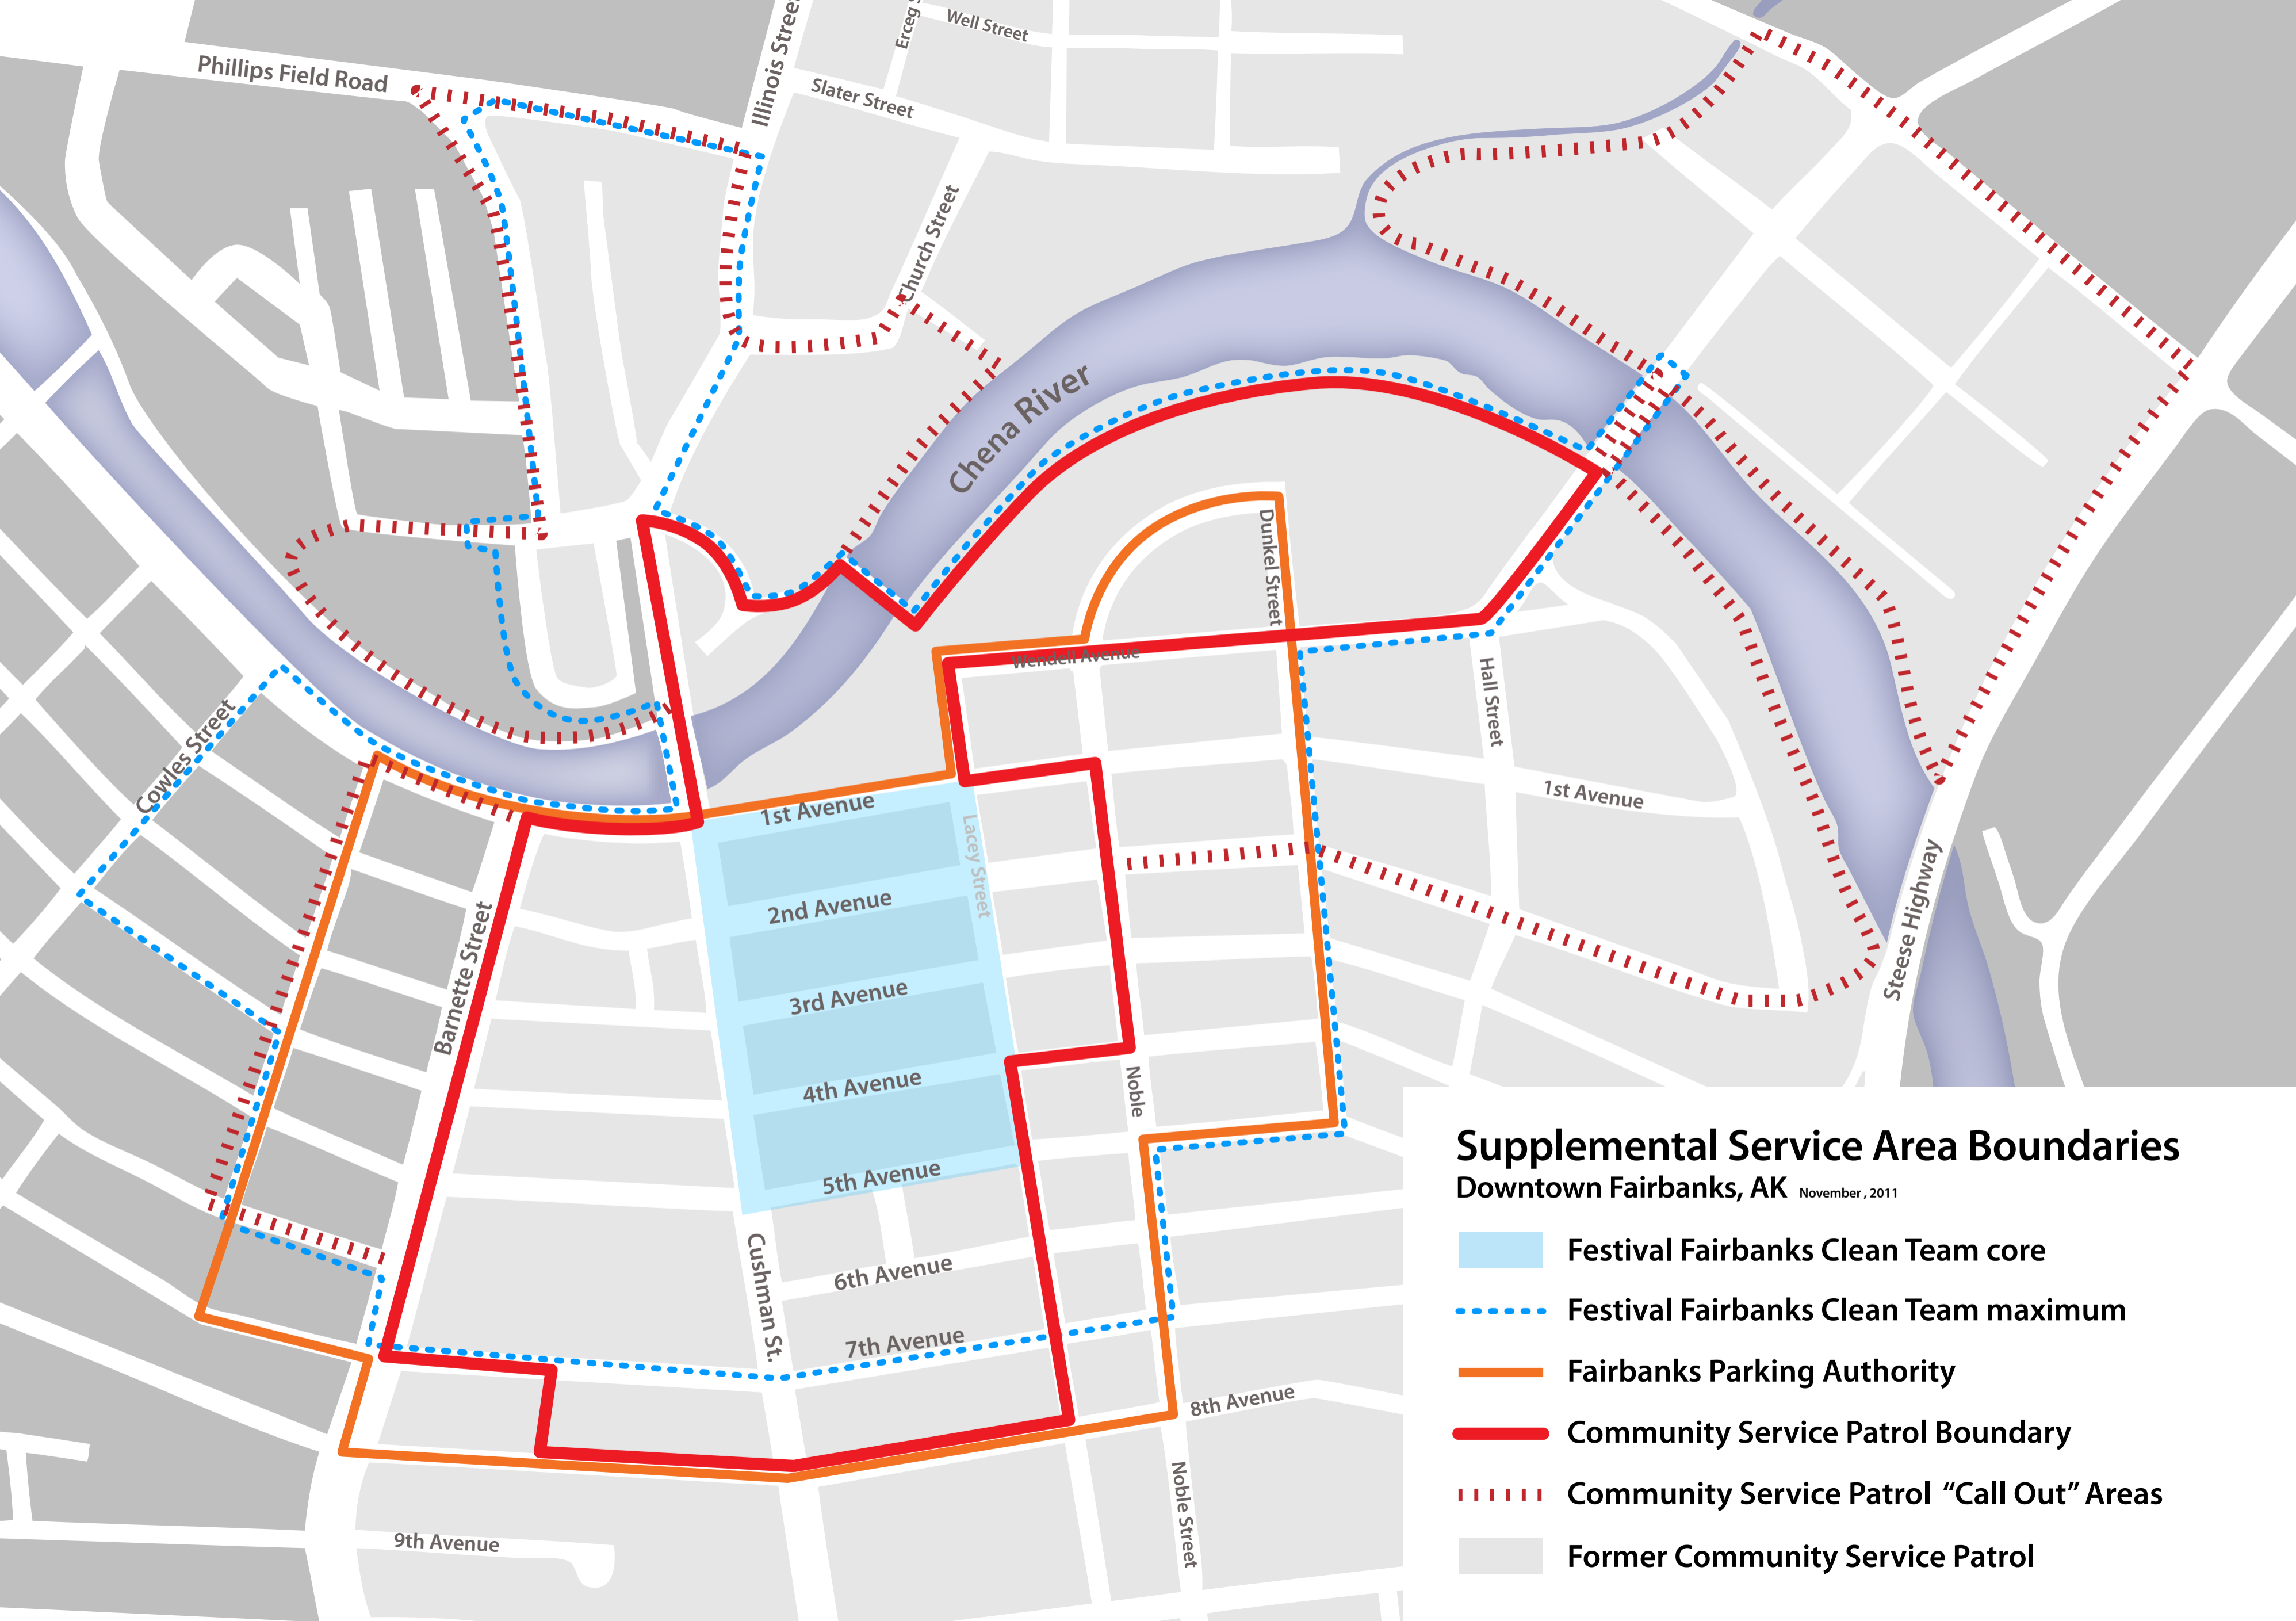 Well Street
Erceg S
Illinois Street
Phillips Field Road
Slater Street
Church Street
Chena River
Dunkel Street
Wendell Avenue
Hall Street
Cowles Street
1st Avenue
1st Avenue
Lacey Street
2nd Avenue
Steese Highway
Barnette Street
3rd Avenue
4th Avenue
Noble
5th Avenue
Cushman St.
6th Avenue
7th Avenue
8th Avenue
Noble Street
9th Avenue
Supplemental Service Area Boundaries
Downtown Fairbanks, AK November, 2011
Festival Fairbanks Clean Team core
Festival Fairbanks Clean Team maximum
Fairbanks Parking Authority
Community Service Patrol Boundary
Community Service Patrol “Call Out” Areas
Former Community Service Patrol